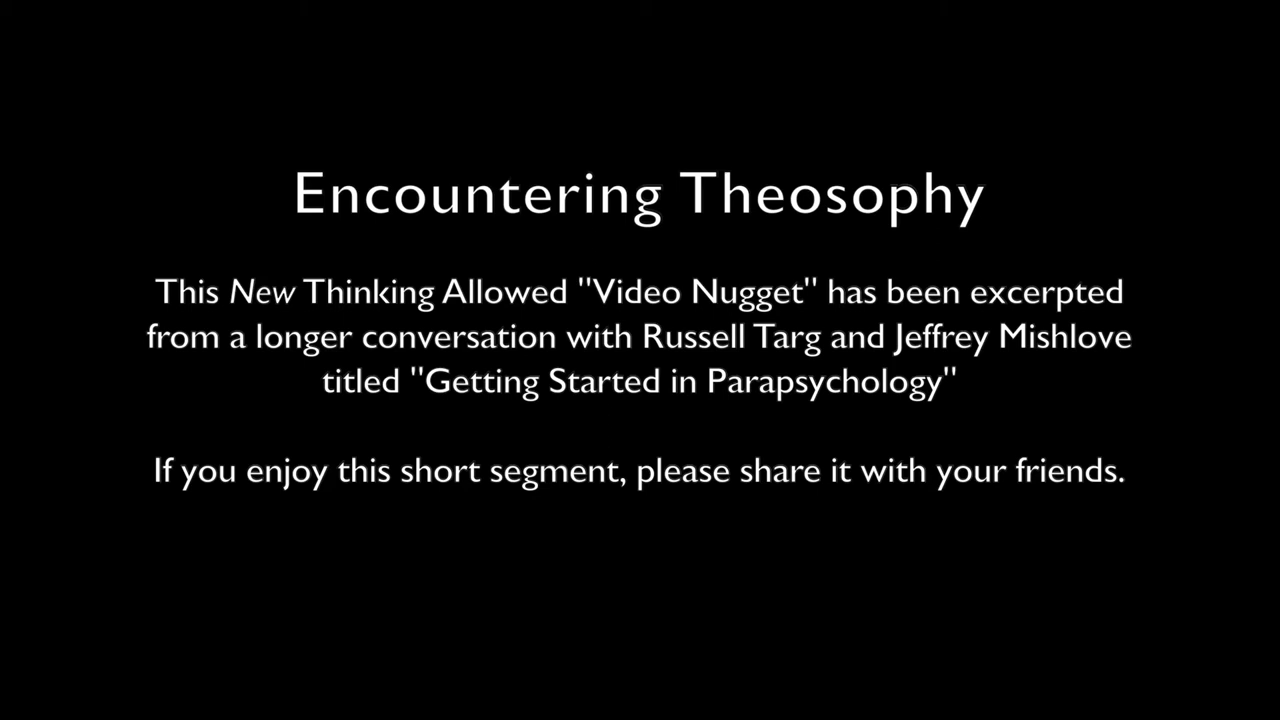 Encountering Theosophy
This New Thinking Allowed "Video Nugget" has been excerpted
from a longer conversation with Russell Targ and Jeffrey Mishlove
titled "Getting Started in Parapsychology"
If you enjoy this short segment, please share it with your friends.